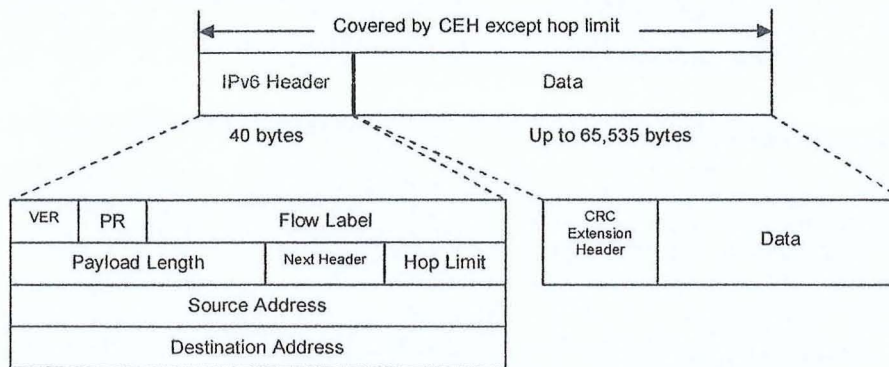 Covered by CEH except hop limit
IPv6 Header
Data
40 bytes
Up to 65,535 bytes
VER
PR
Flow Label
Payload Length
Next Header
Hop Limit
Source Address
Destination Address
CRC
Extension
Header
Data